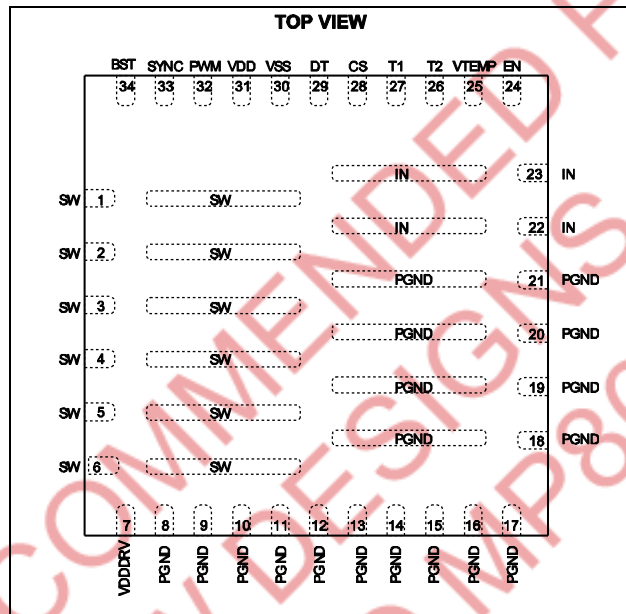 TOP VIEW
BST SYNC PWM VDD VSS DT CS T1 T2 VTEMP EN
34 33 32 31 30 29 28 27 26 25 24
IN 23 IN
SW 1 SW
IN 22 IN
SW 2 SW
PGND 21 PGND
SW 3 SW
PGND 20 PGND
SW 4 SW
PGND 19 PGND
SW 5 SW
PGND 18 PGND
SW 6 SW
7 8 9 10 11 12 13 14 15 16 17
VDDDRV PGND PGND PGND PGND PGND PGND PGND PGND PGND PGND
COMMENDED
DESIGNS